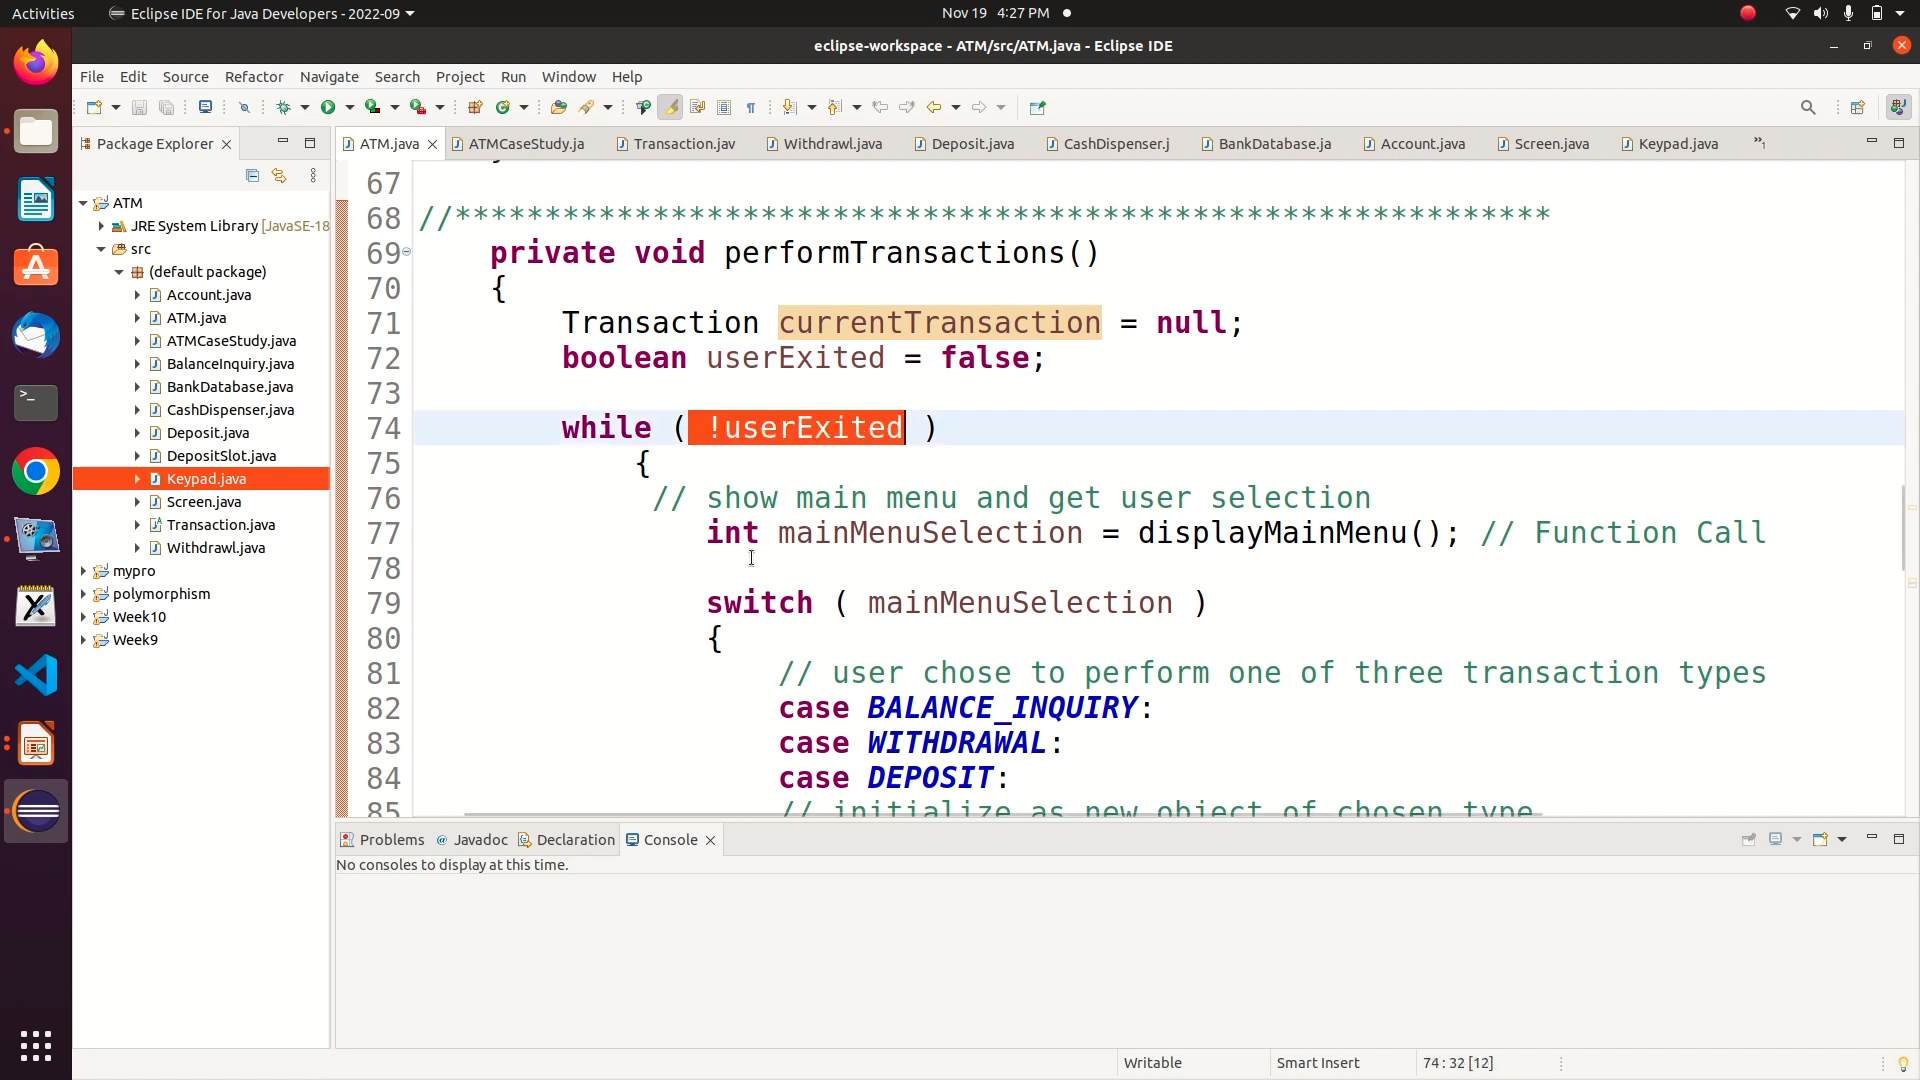 Activities
Eclipse IDE for Java Developers - 2022-09
Nov 19 4:27 PM
eclipse-workspace - ATM/src/ATM.java - Eclipse IDE
File Edit Source Refactor Navigate Search Project Run Window Help
Package Explorer
ATM.java
ATMCaseStudy.ja
Transaction.jav
Withdrawl.java
Deposit.java
CashDispenser.j
BankDatabase.ja
Account.java
Screen.java
Keypad.java
»1
ATM
JRE System Library [JavaSE-18
src
(default package)
Account.java
ATM.java
ATMCaseStudy.java
BalanceInquiry.java
BankDatabase.java
CashDispenser.java
Deposit.java
DepositSlot.java
Keypad.java
Screen.java
Transaction.java
Withdrawl.java
mypro
polymorphism
Week10
Week9
67
68 //*************************************************************
69 private void performTransactions()
70 {
71 Transaction currentTransaction = null;
72 boolean userExited = false;
73
74 while ( !userExited )
75 {
76 // show main menu and get user selection
77 int mainMenuSelection = displayMainMenu(); // Function Call
78
79 switch ( mainMenuSelection )
80 {
81 // user chose to perform one of three transaction types
82 case BALANCE_INQUIRY:
83 case WITHDRAWAL:
84 case DEPOSIT:
85 // initialize as new object of chosen type
Problems @ Javadoc Declaration Console
No consoles to display at this time.
Writable
Smart Insert
74 : 32 [12]